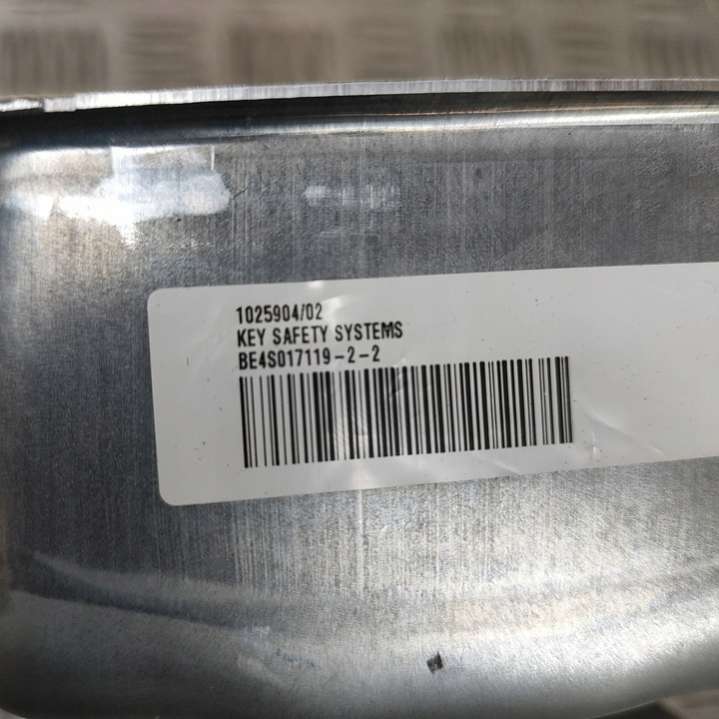 1025904/02
KEY SAFETY SYSTEMS
BE4S017119-2-2